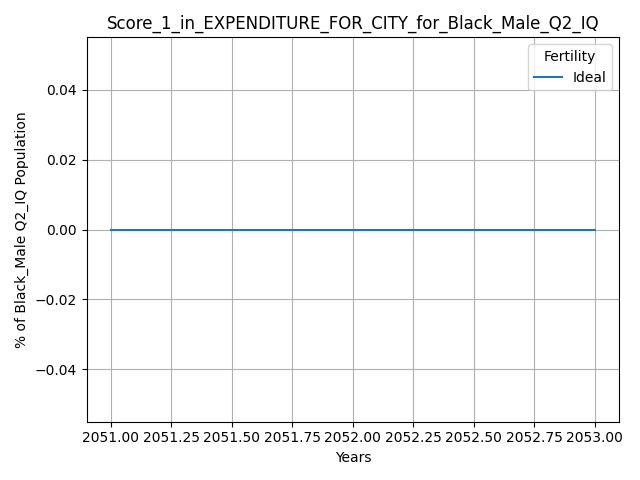 Score_1_in_EXPENDITURE_FOR_CITY_for_Black_Male_Q2_IQ
Fertility
Ideal
0.04
0.02
0.00
−0.02
−0.04
% of Black_Male Q2_IQ Population
2051.00 2051.25 2051.50 2051.75 2052.00 2052.25 2052.50 2052.75 2053.00
Years